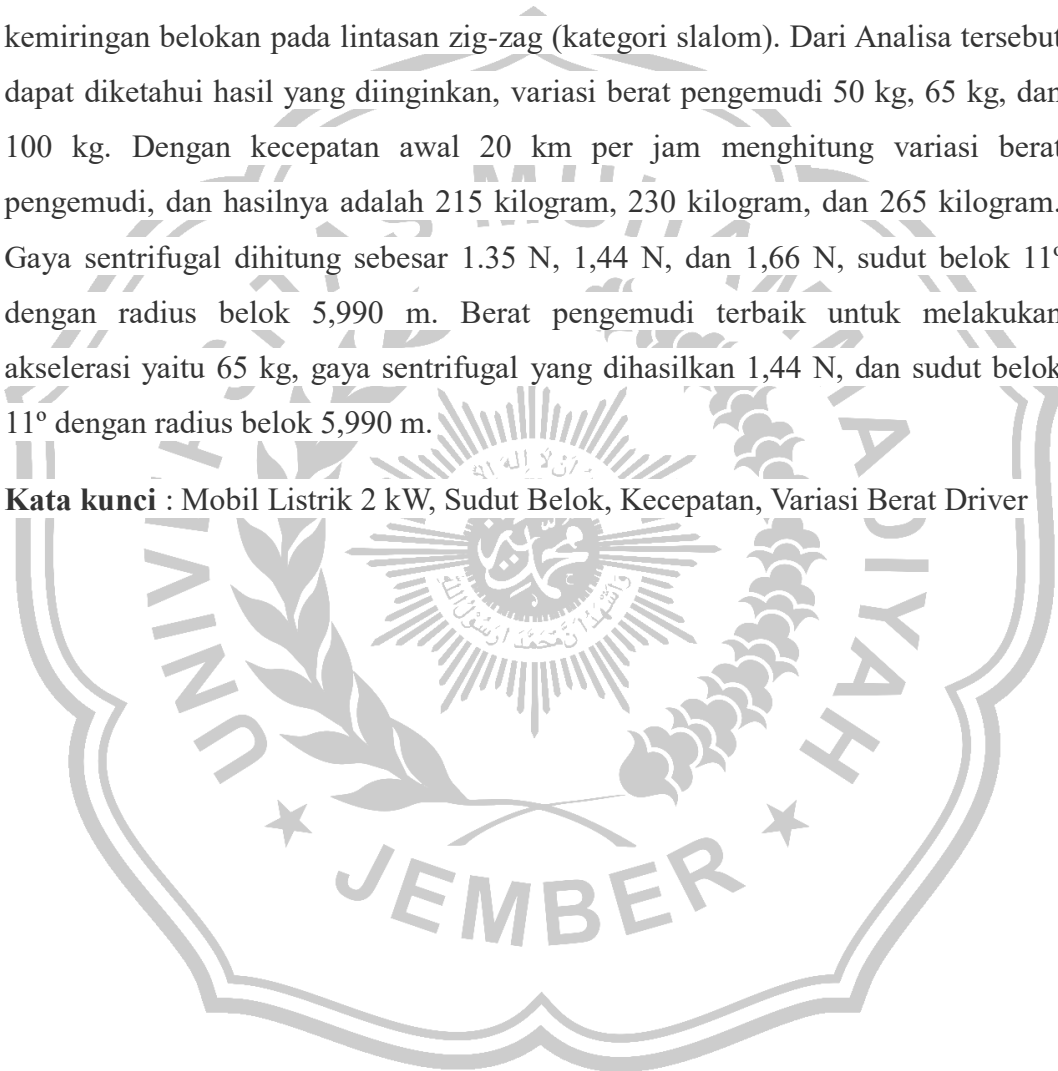 kemiringan belokan pada lintasan zig-zag (kategori slalom). Dari Analisa tersebut
dapat diketahui hasil yang diinginkan, variasi berat pengemudi 50 kg, 65 kg, dan
100 kg. Dengan kecepatan awal 20 km per jam menghitung variasi berat
pengemudi, dan hasilnya adalah 215 kilogram, 230 kilogram, dan 265 kilogram.
Gaya sentrifugal dihitung sebesar 1.35 N, 1,44 N, dan 1,66 N, sudut belok 11º
dengan radius belok 5,990 m. Berat pengemudi terbaik untuk melakukan
akselerasi yaitu 65 kg, gaya sentrifugal yang dihasilkan 1,44 N, dan sudut belok
11º dengan radius belok 5,990 m.
Kata kunci : Mobil Listrik 2 kW, Sudut Belok, Kecepatan, Variasi Berat Driver
JEMBER